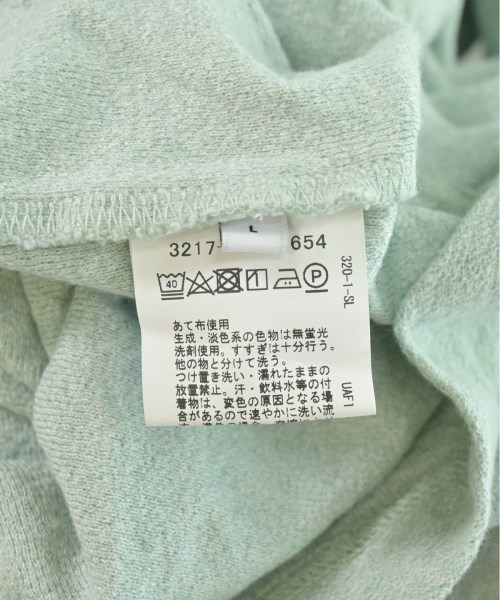 L
3217
654
40
P
320-1-SL
あて布使用
生成・淡色系の色物は無蛍光
洗剤使用。すすぎは十分行う。
他の物と分けて洗う。
つけ置き洗い・濡れたままの
放置禁止。汗・飲料水等の付
着物は、変色の原因となる場
合があるので速やかに洗い流
UAF1